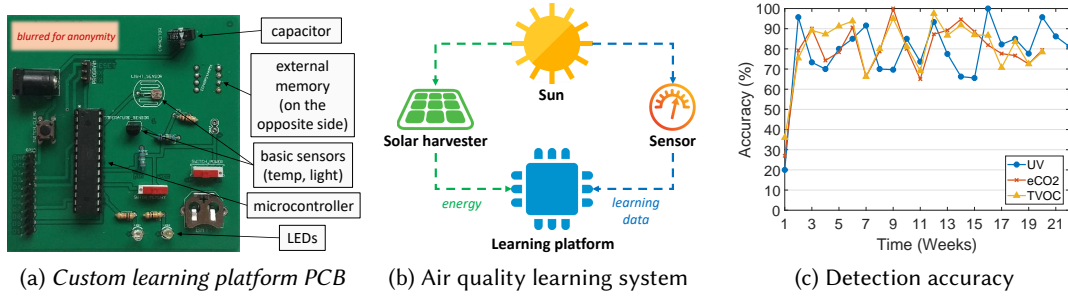 blurred for anonymity
capacitor
external
memory
(on the
opposite side)
basic sensors
(temp, light)
microcontroller
LEDs
(a) Custom learning platform PCB
Sun
Solar harvester
Sensor
energy
learning
data
Learning platform
(b) Air quality learning system
Accuracy (%)
100
90
80
70
60
50
40
30
20
10
0
UV
eCO2
TVOC
1 3 5 7 9 11 13 15 17 19 21
Time (Weeks)
(c) Detection accuracy